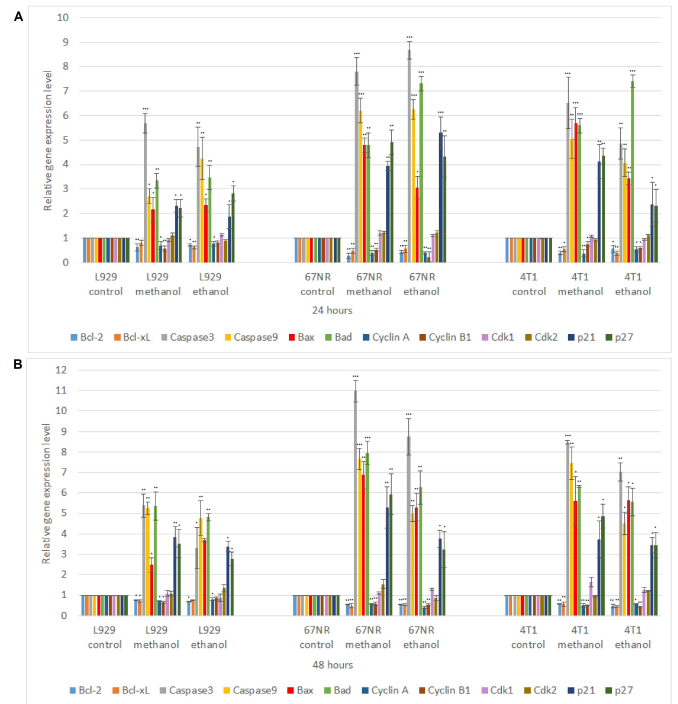 A
Relative gene expression level
10
9
8
7
6
5
4
3
2
1
0
L929 control
L929 methanol
L929 ethanol
67NR control
67NR methanol
67NR ethanol
4T1 control
4T1 methanol
4T1 ethanol
24 hours
Bcl-2 Bcl-xL Caspase3 Caspase9 Bax Bad Cyclin A Cyclin B1 Cdk1 Cdk2 p21 p27
B
Relative gene expression level
12
11
10
9
8
7
6
5
4
3
2
1
0
L929 control
L929 methanol
L929 ethanol
67NR control
67NR methanol
67NR ethanol
4T1 control
4T1 methanol
4T1 ethanol
48 hours
Bcl-2 Bcl-xL Caspase3 Caspase9 Bax Bad Cyclin A Cyclin B1 Cdk1 Cdk2 p21 p27